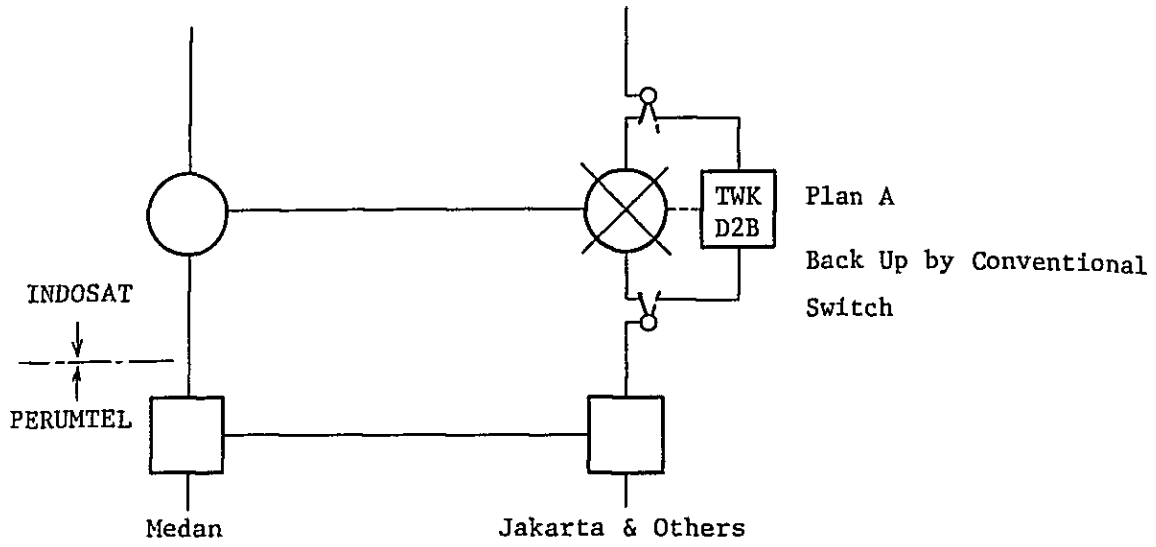 TWK
D2B
Plan A
Back Up by Conventional
Switch
INDOSAT
PERUMTEL
Medan
Jakarta & Others